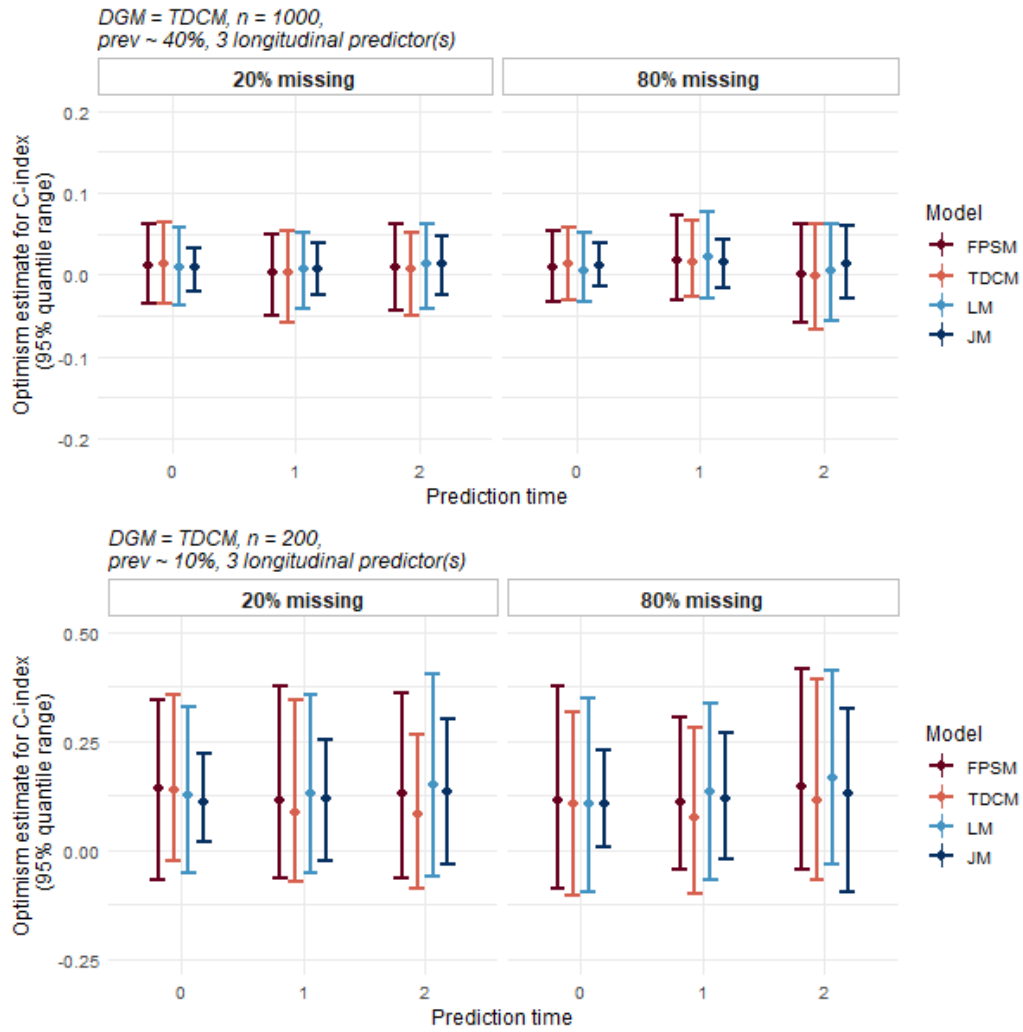 DGM = TDCM, n = 1000,
prev ~ 40%, 3 longitudinal predictor(s)
20% missing
80% missing
Optimism estimate for C-index
(95% quantile range)
0.2
0.1
0.0
-0.1
-0.2
0
1
2
0
1
2
Prediction time
Model
FPSM
TDCM
LM
JM
DGM = TDCM, n = 200,
prev ~ 10%, 3 longitudinal predictor(s)
20% missing
80% missing
Optimism estimate for C-index
(95% quantile range)
0.50
0.25
0.00
-0.25
0
1
2
0
1
2
Prediction time
Model
FPSM
TDCM
LM
JM